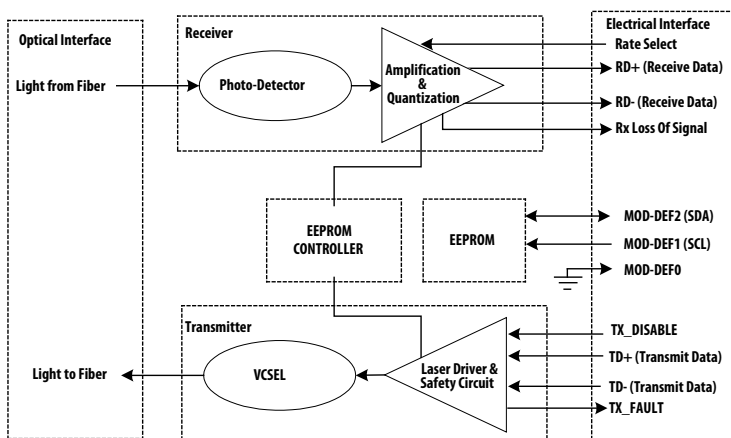 Optical Interface
Receiver
Electrical Interface
Rate Select
Light from Fiber
Photo-Detector
Amplification
&
Quantization
RD+ (Receive Data)
RD- (Receive Data)
Rx Loss Of Signal
EEPROM
CONTROLLER
EEPROM
MOD-DEF2 (SDA)
MOD-DEF1 (SCL)
MOD-DEF0
Transmitter
Light to Fiber
VCSEL
Laser Driver &
Safety Circuit
TX_DISABLE
TD+ (Transmit Data)
TD- (Transmit Data)
TX_FAULT